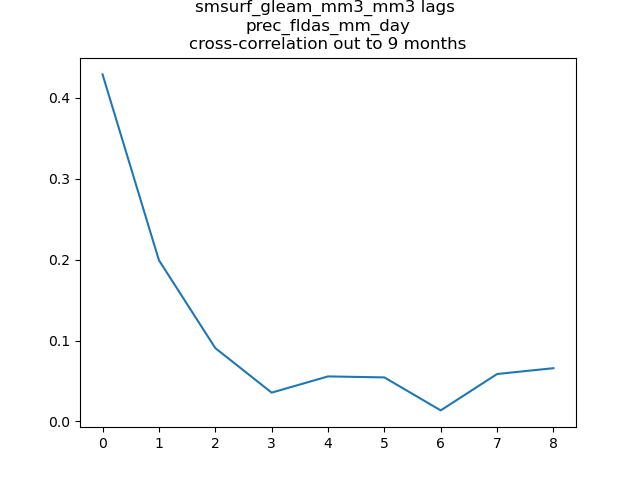 smsurf_gleam_mm3_mm3 lags
prec_fldas_mm_day
cross-correlation out to 9 months
0.4
0.3
0.2
0.1
0.0
0 1 2 3 4 5 6 7 8